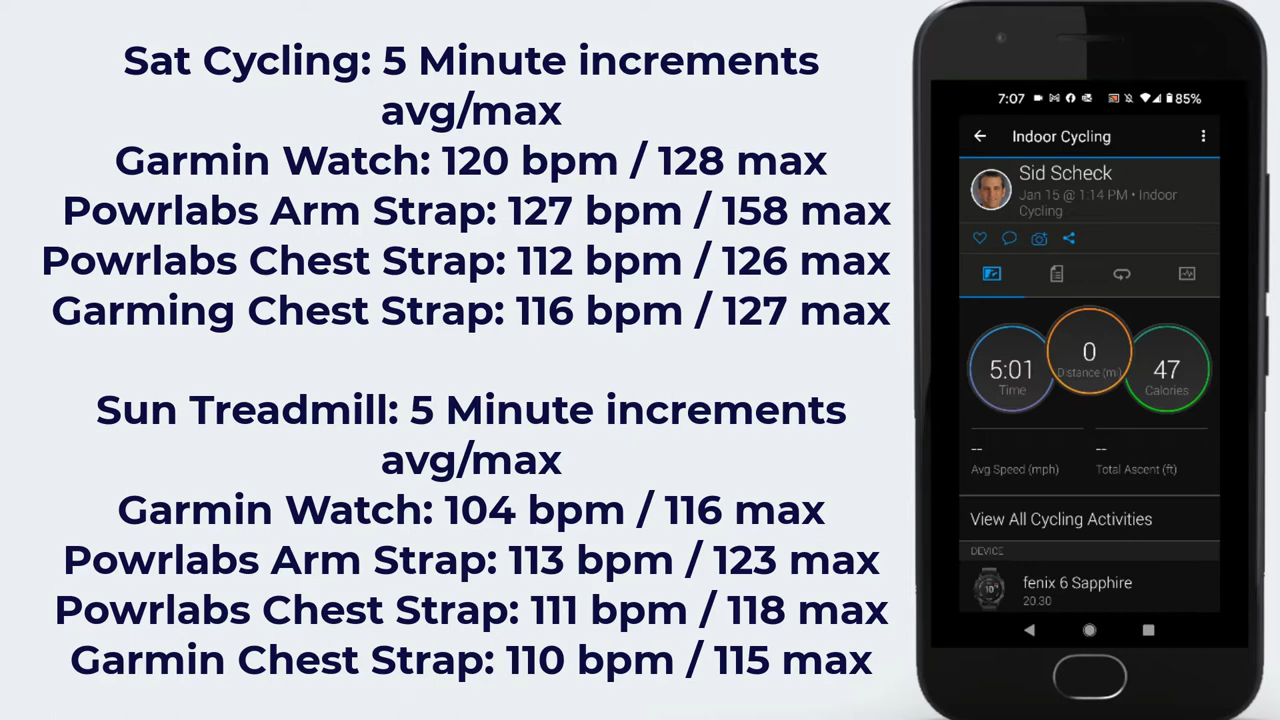 Sat Cycling: 5 Minute increments
avg/max
Garmin Watch: 120 bpm / 128 max
Powrlabs Arm Strap: 127 bpm / 158 max
Powrlabs Chest Strap: 112 bpm / 126 max
Garming Chest Strap: 116 bpm / 127 max
Sun Treadmill: 5 Minute increments
avg/max
Garmin Watch: 104 bpm / 116 max
Powrlabs Arm Strap: 113 bpm / 123 max
Powrlabs Chest Strap: 111 bpm / 118 max
Garmin Chest Strap: 110 bpm / 115 max
7:07 85%
Indoor Cycling
Sid Scheck
Jan 15 @ 1:14 PM • Indoor
Cycling
5:01 0 47
Time Distance (mi) Calories
-- --
Avg Speed (mph) Total Ascent (ft)
View All Cycling Activities
DEVICE
fenix 6 Sapphire
20.30